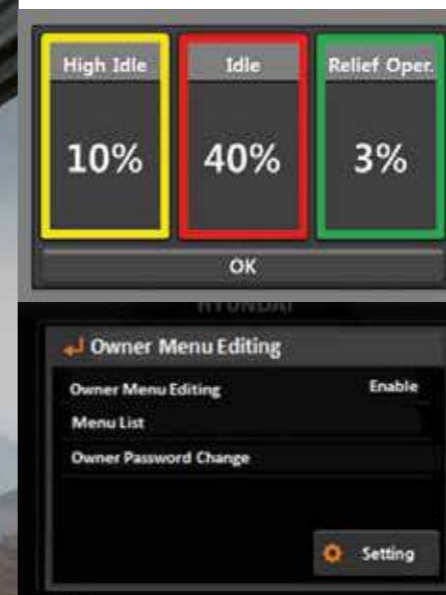 High Idle Idle Relief Oper.
10% 40% 3%
OK
HYUNDAI
Owner Menu Editing
Owner Menu Editing Enable
Menu List
Owner Password Change
Setting